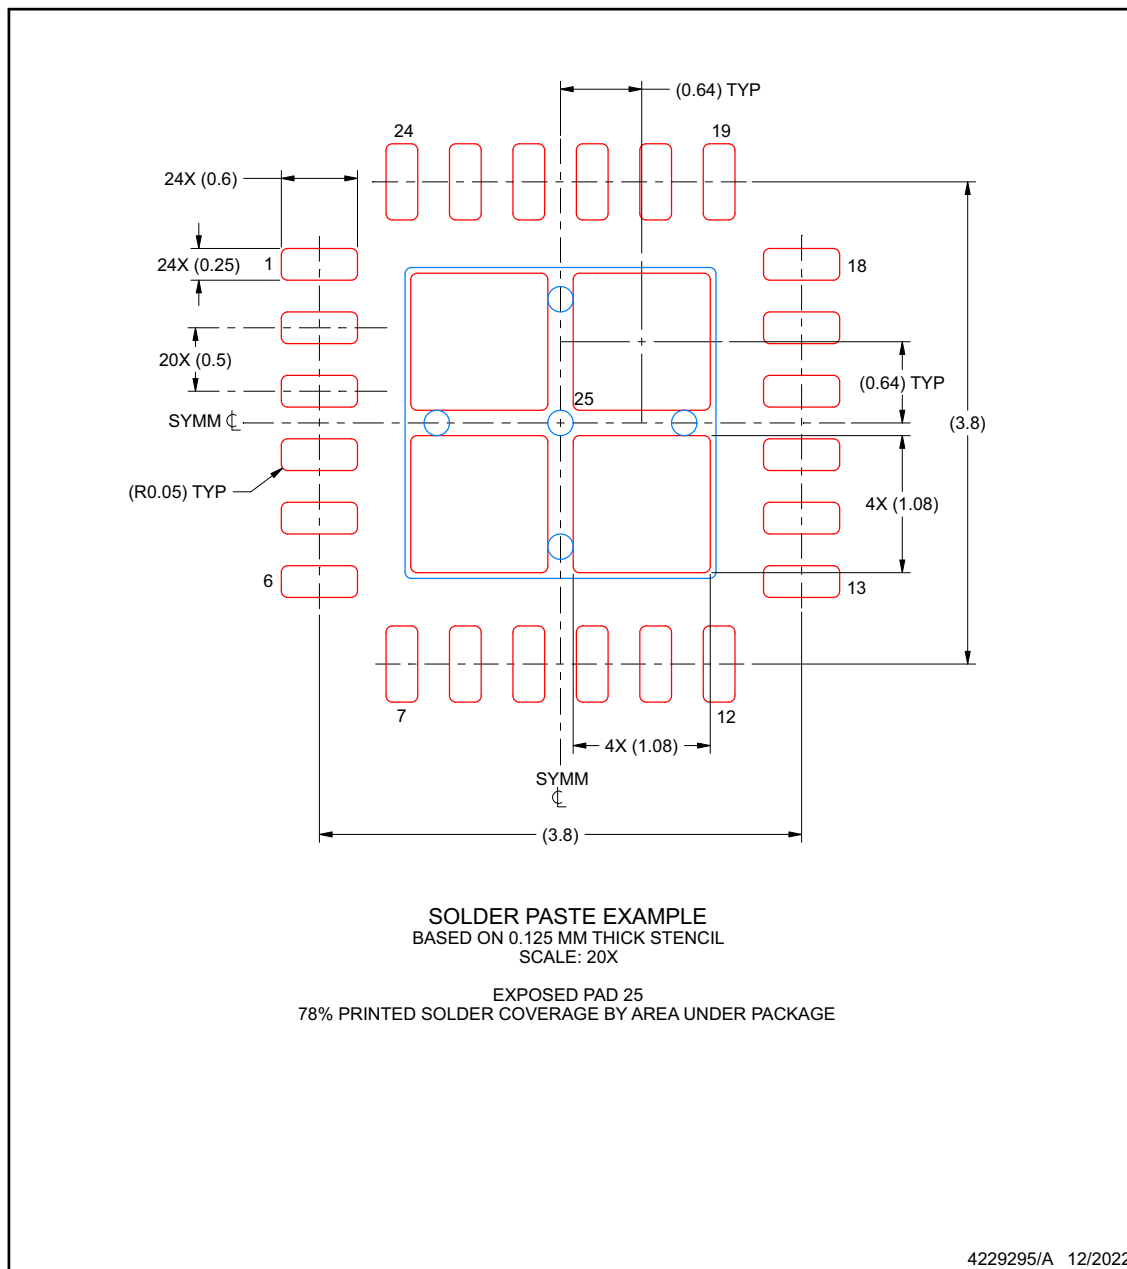 (0.64) TYP
24
19
24X (0.6)
24X (0.25)
1
18
20X (0.5)
(0.64) TYP
25
SYMM ℄
(3.8)
(R0.05) TYP
4X (1.08)
6
13
7
12
4X (1.08)
SYMM
℄
(3.8)
SOLDER PASTE EXAMPLE
BASED ON 0.125 MM THICK STENCIL
SCALE: 20X
EXPOSED PAD 25
78% PRINTED SOLDER COVERAGE BY AREA UNDER PACKAGE
4229295/A 12/2022